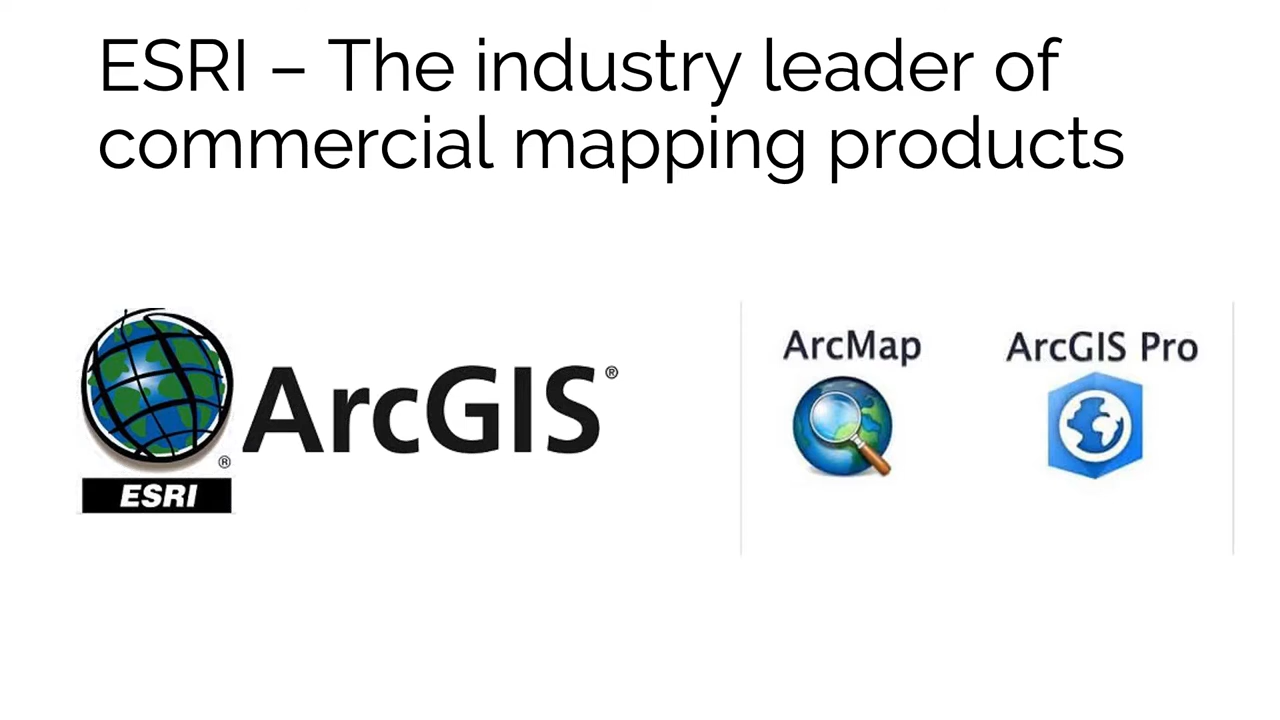 ESRI – The industry leader of
commercial mapping products
ArcGIS®
®
ESRI
ArcMap
ArcGIS Pro